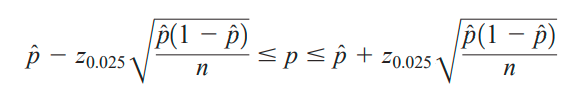 p̂ − z0.025 √(p̂(1 − p̂)/n) ≤ p ≤ p̂ + z0.025 √(p̂(1 − p̂)/n)